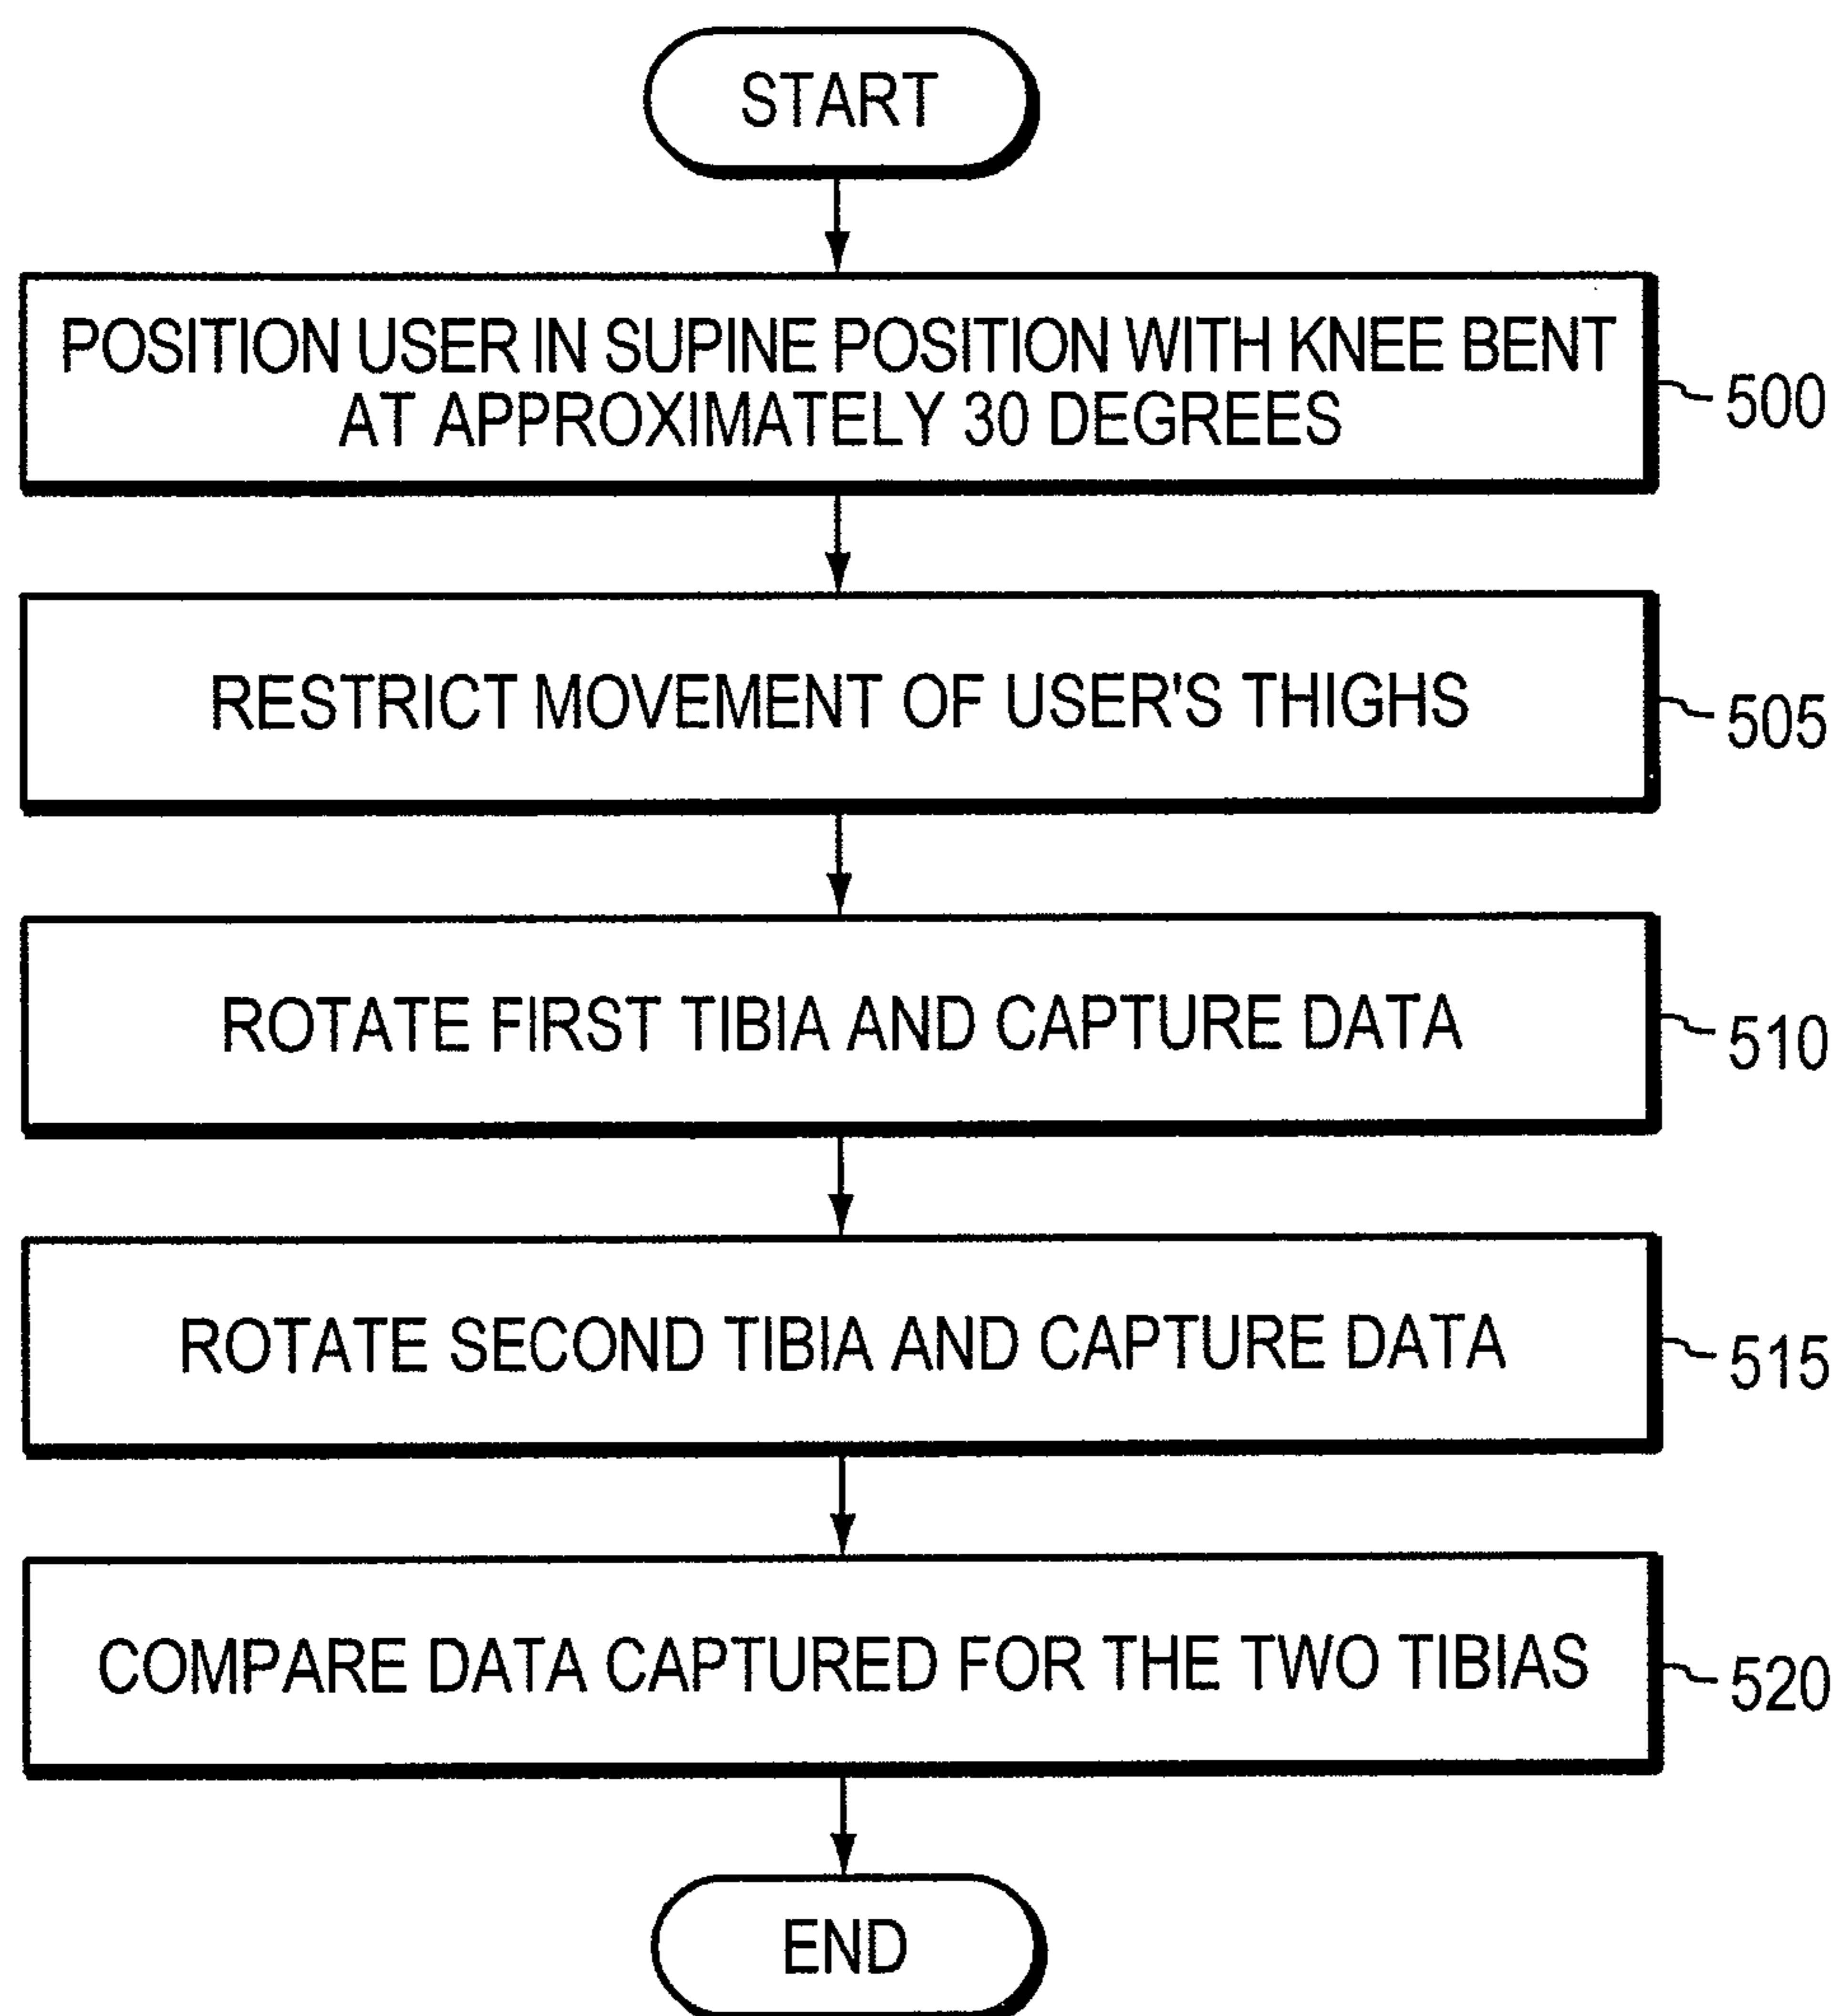 START
POSITION USER IN SUPINE POSITION WITH KNEE BENT
AT APPROXIMATELY 30 DEGREES
500
RESTRICT MOVEMENT OF USER'S THIGHS
505
ROTATE FIRST TIBIA AND CAPTURE DATA
510
ROTATE SECOND TIBIA AND CAPTURE DATA
515
COMPARE DATA CAPTURED FOR THE TWO TIBIAS
520
END